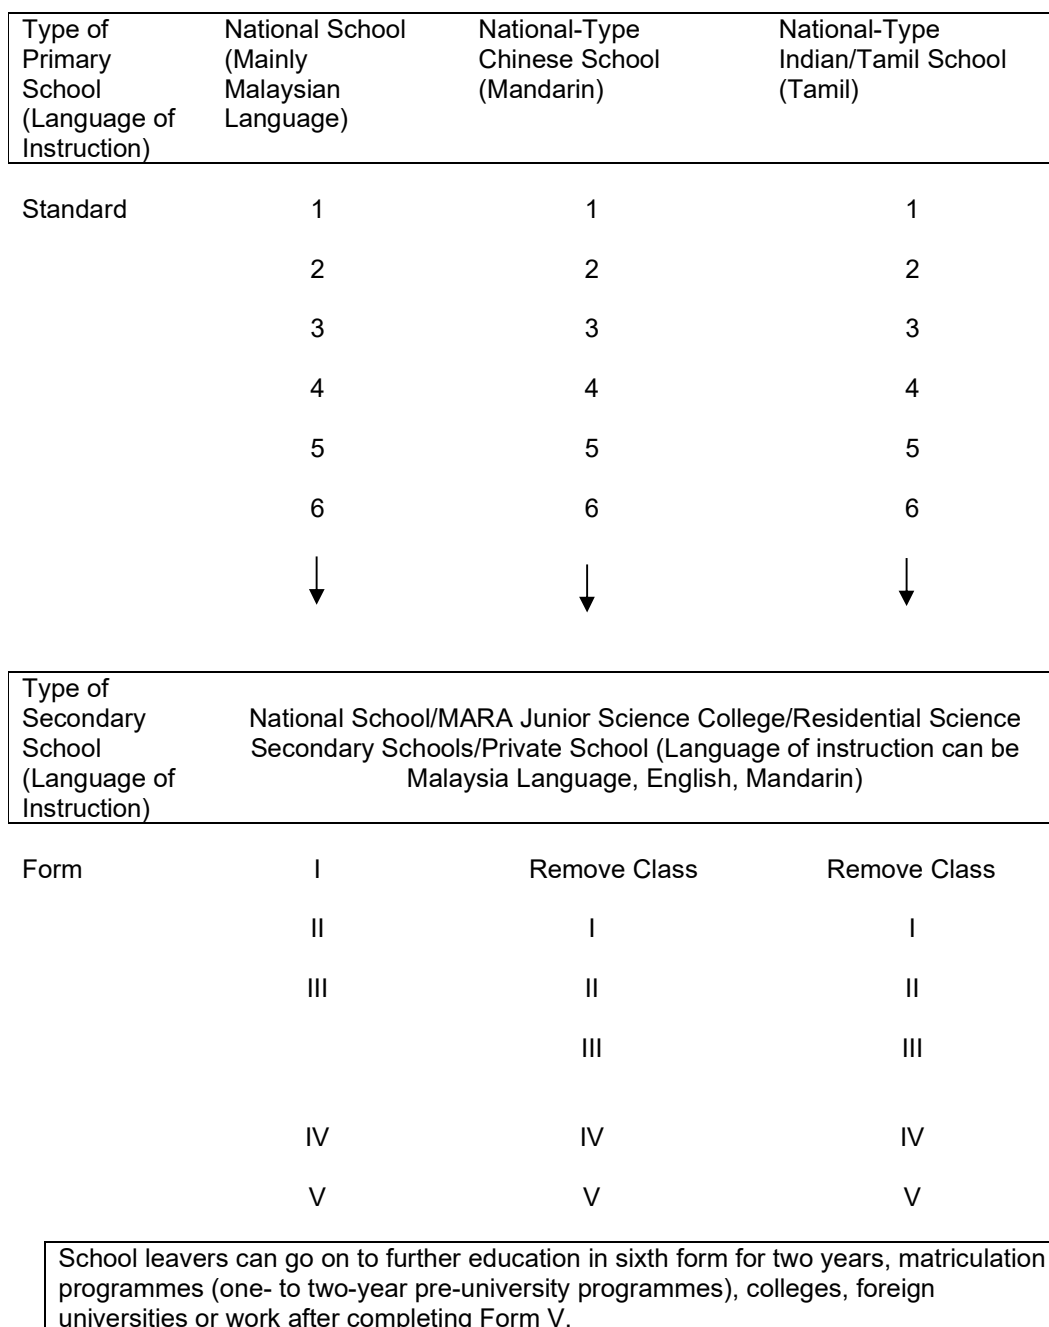 Type of Primary School (Language of Instruction)
National School (Mainly Malaysian Language)
National-Type Chinese School (Mandarin)
National-Type Indian/Tamil School (Tamil)
Standard 1 1 1
2 2 2
3 3 3
4 4 4
5 5 5
6 6 6
Type of Secondary School (Language of Instruction)
National School/MARA Junior Science College/Residential Science
Secondary Schools/Private School (Language of instruction can be
Malaysia Language, English, Mandarin)
Form I Remove Class Remove Class
II I I
III II II
III III
IV IV IV
V V V
School leavers can go on to further education in sixth form for two years, matriculation
programmes (one- to two-year pre-university programmes), colleges, foreign
universities or work after completing Form V.